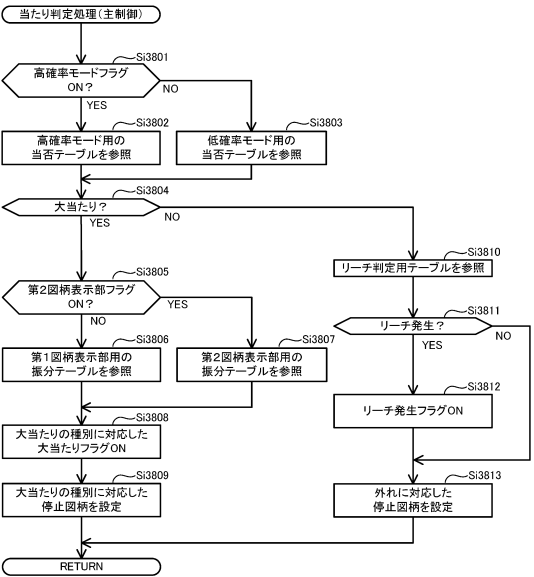 当たり判定処理(主制御)
Si3801
高確率モードフラグ
ON?
NO
YES
Si3802
高確率モード用の
当否テーブルを参照
Si3803
低確率モード用の
当否テーブルを参照
Si3804
大当たり?
NO
YES
Si3805
第2図柄表示部フラグ
ON?
YES
NO
Si3806
第1図柄表示部用の
振分テーブルを参照
Si3807
第2図柄表示部用の
振分テーブルを参照
Si3808
大当たりの種別に対応した
大当たりフラグON
Si3809
大当たりの種別に対応した
停止図柄を設定
Si3810
リーチ判定用テーブルを参照
Si3811
リーチ発生?
NO
YES
Si3812
リーチ発生フラグON
Si3813
外れに対応した
停止図柄を設定
RETURN